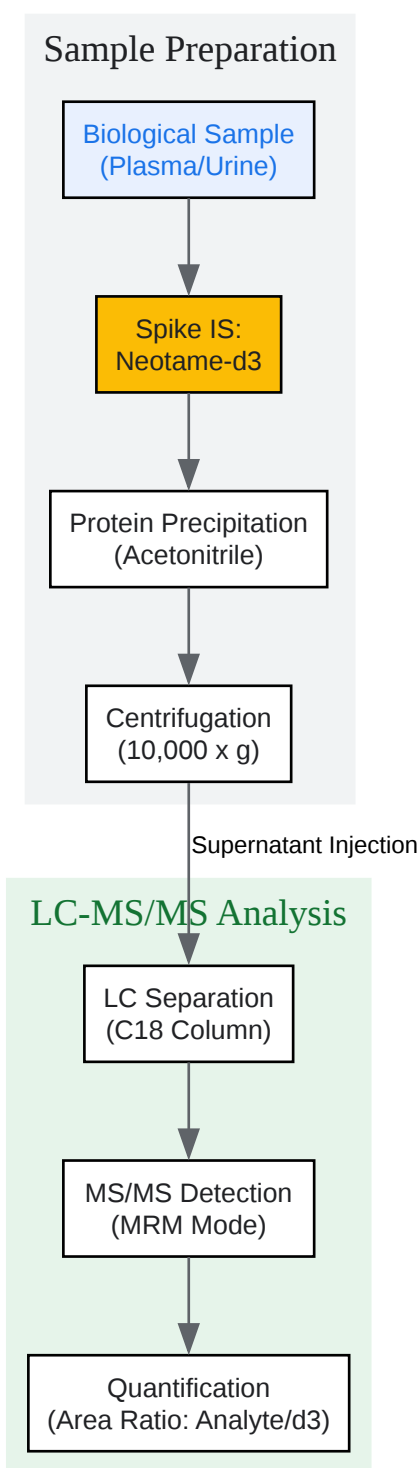 Sample Preparation
Biological Sample
(Plasma/Urine)
Spike IS:
Neotame-d3
Protein Precipitation
(Acetonitrile)
Centrifugation
(10,000 x g)
Supernatant Injection
LC-MS/MS Analysis
LC Separation
(C18 Column)
MS/MS Detection
(MRM Mode)
Quantification
(Area Ratio: Analyte/d3)